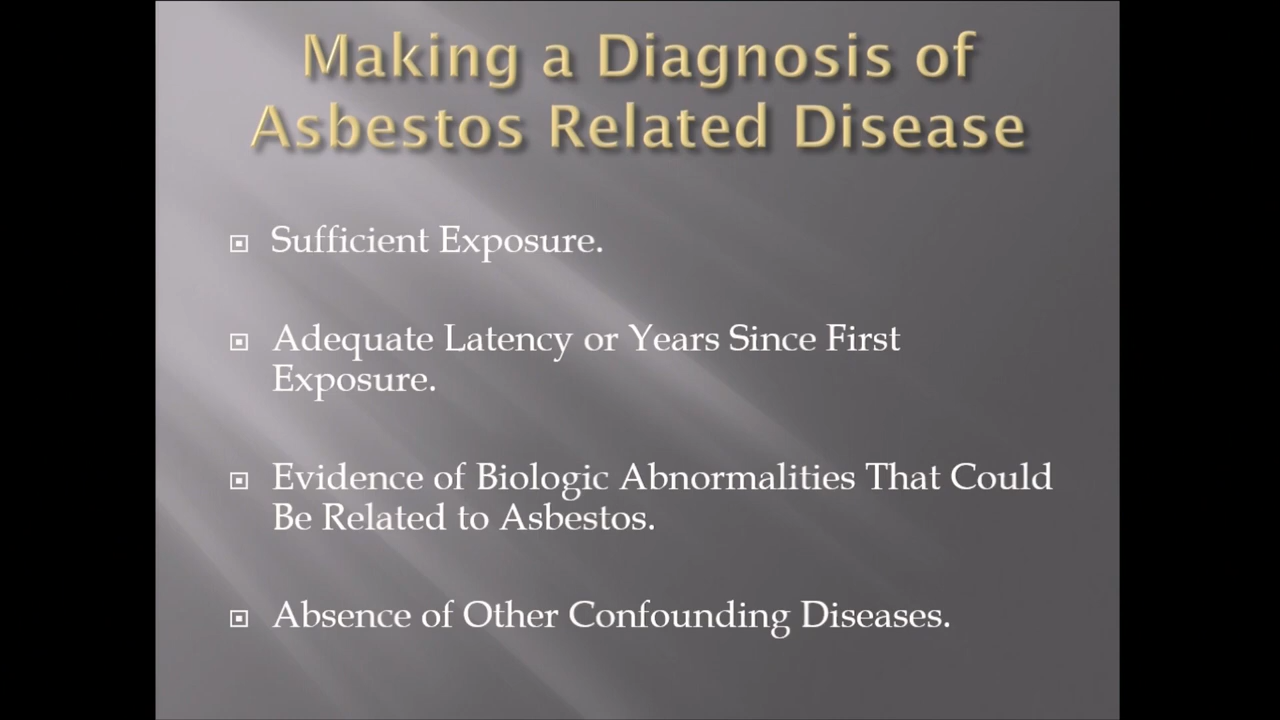 Making a Diagnosis of
Asbestos Related Disease
Sufficient Exposure.
Adequate Latency or Years Since First
Exposure.
Evidence of Biologic Abnormalities That Could
Be Related to Asbestos.
Absence of Other Confounding Diseases.